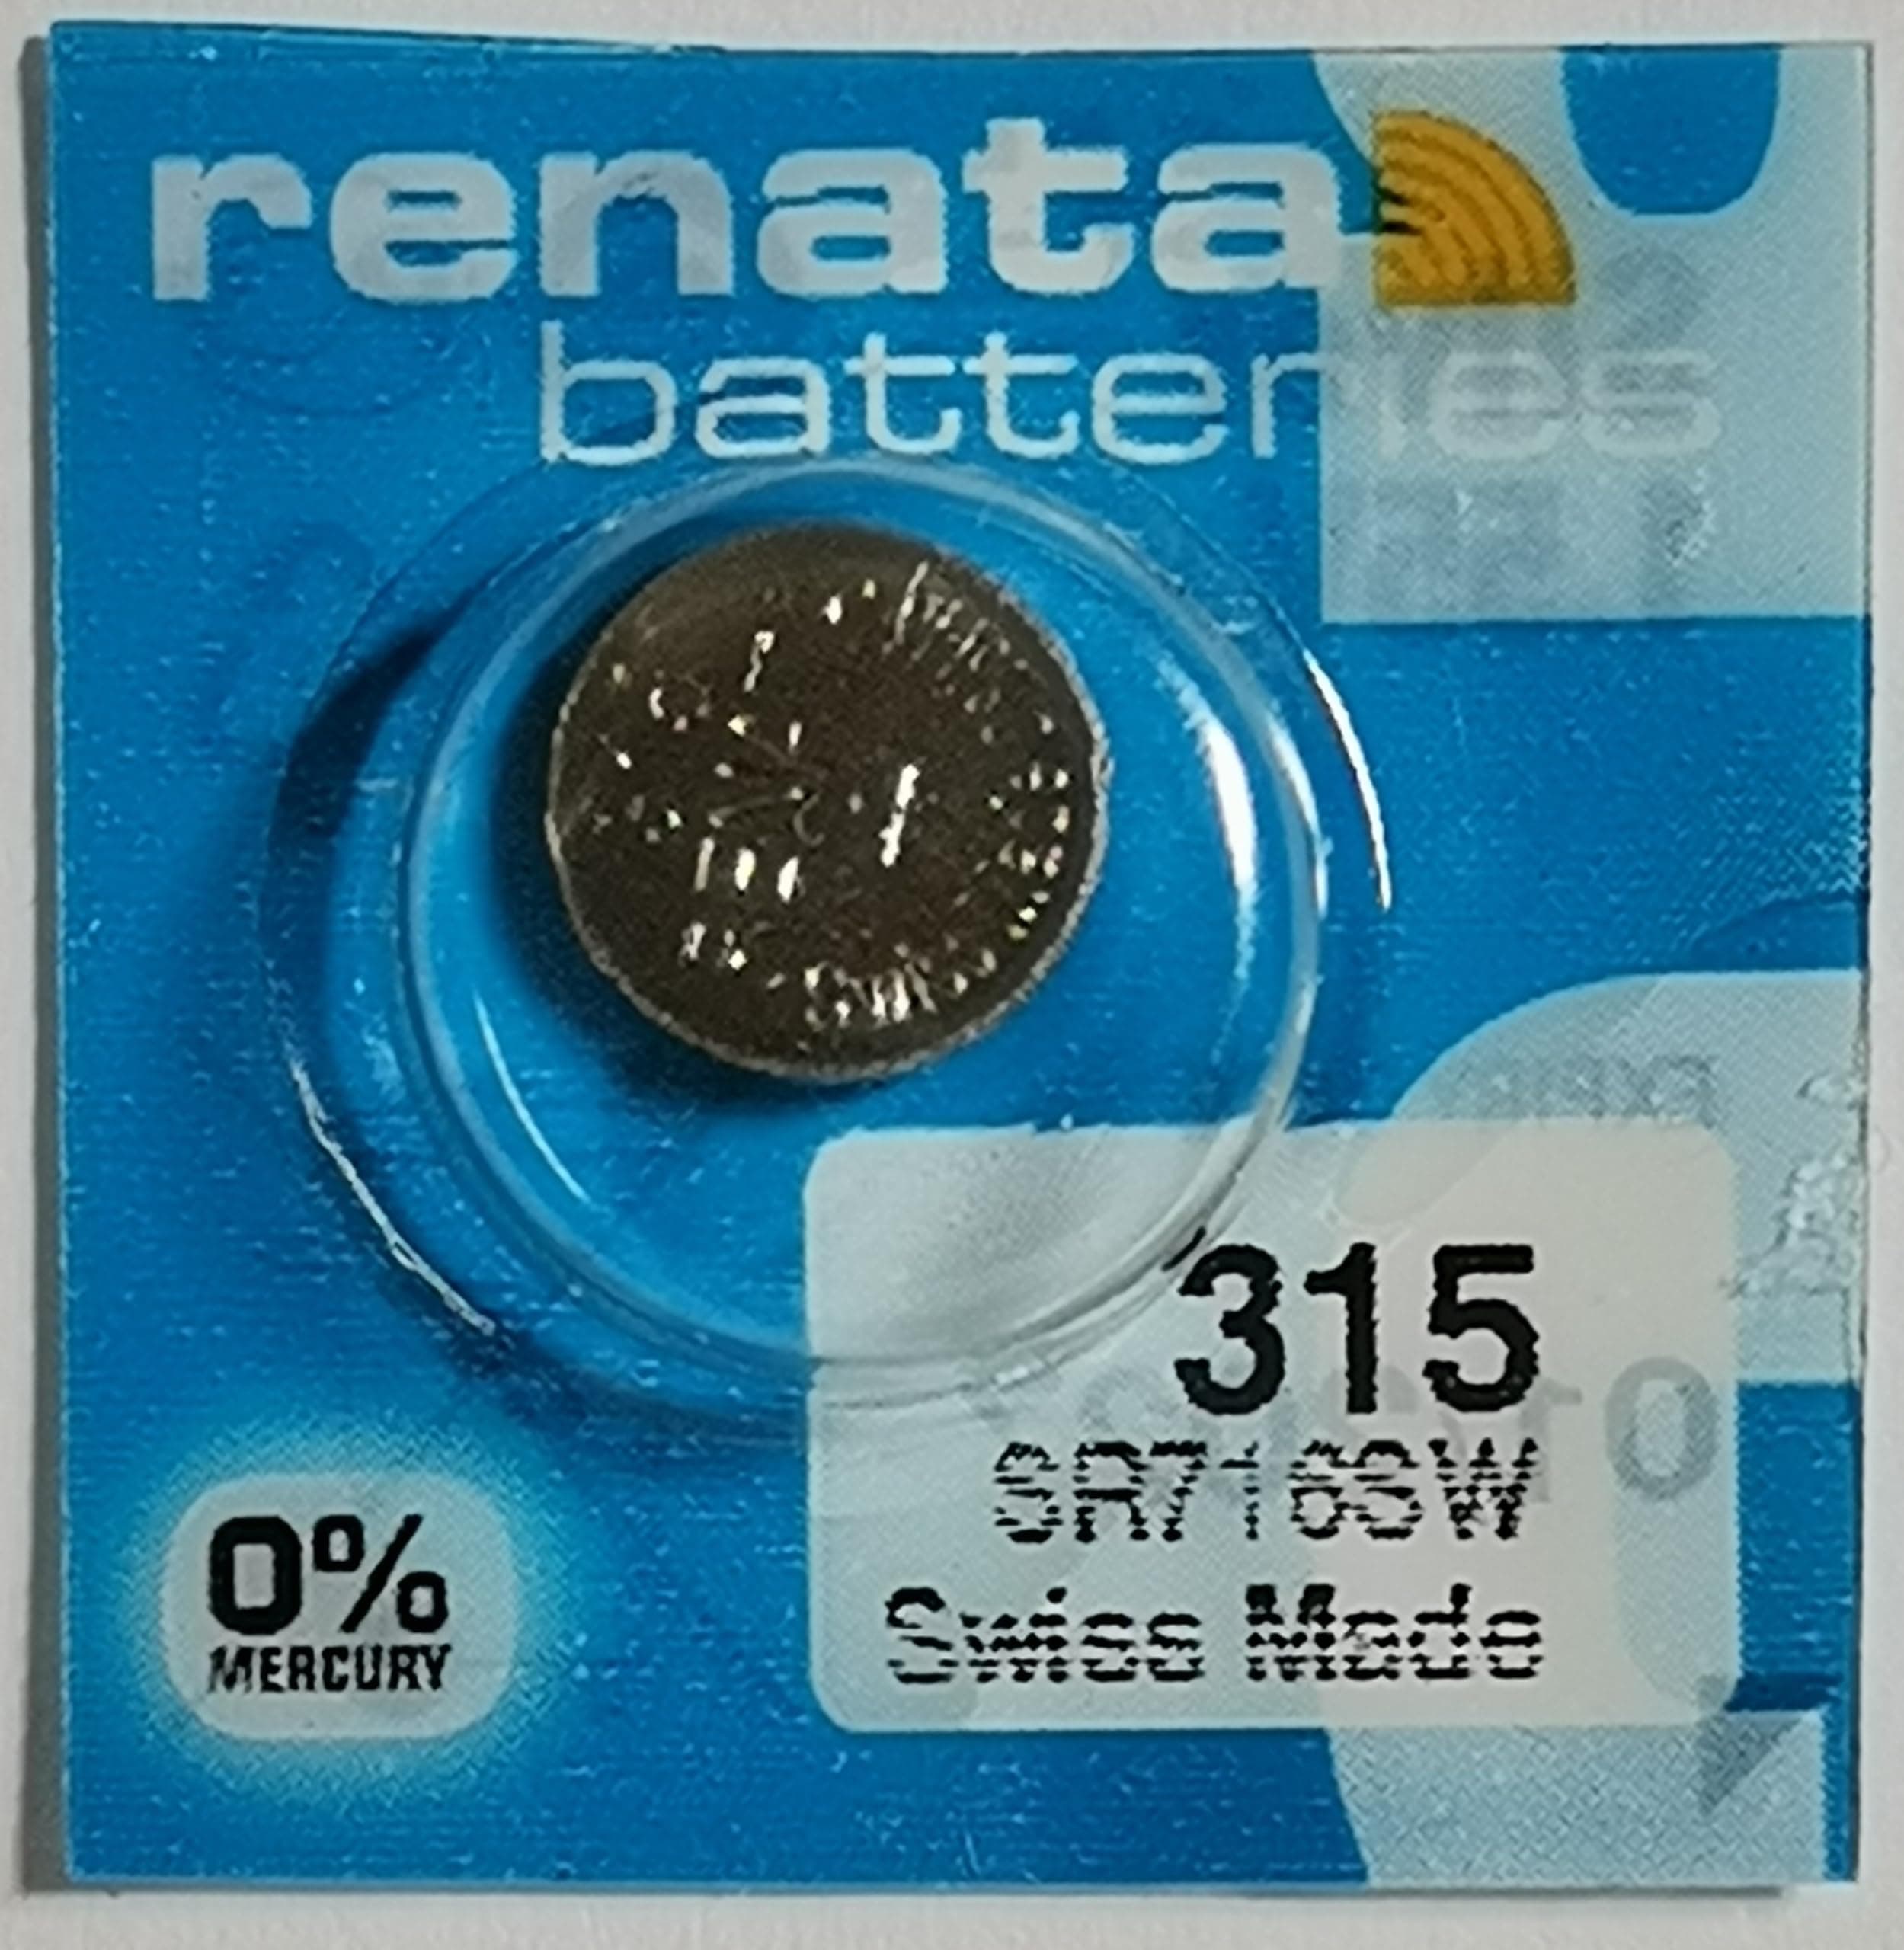 renata
batteries
315
SR716SW
Swiss Made
0%
MERCURY